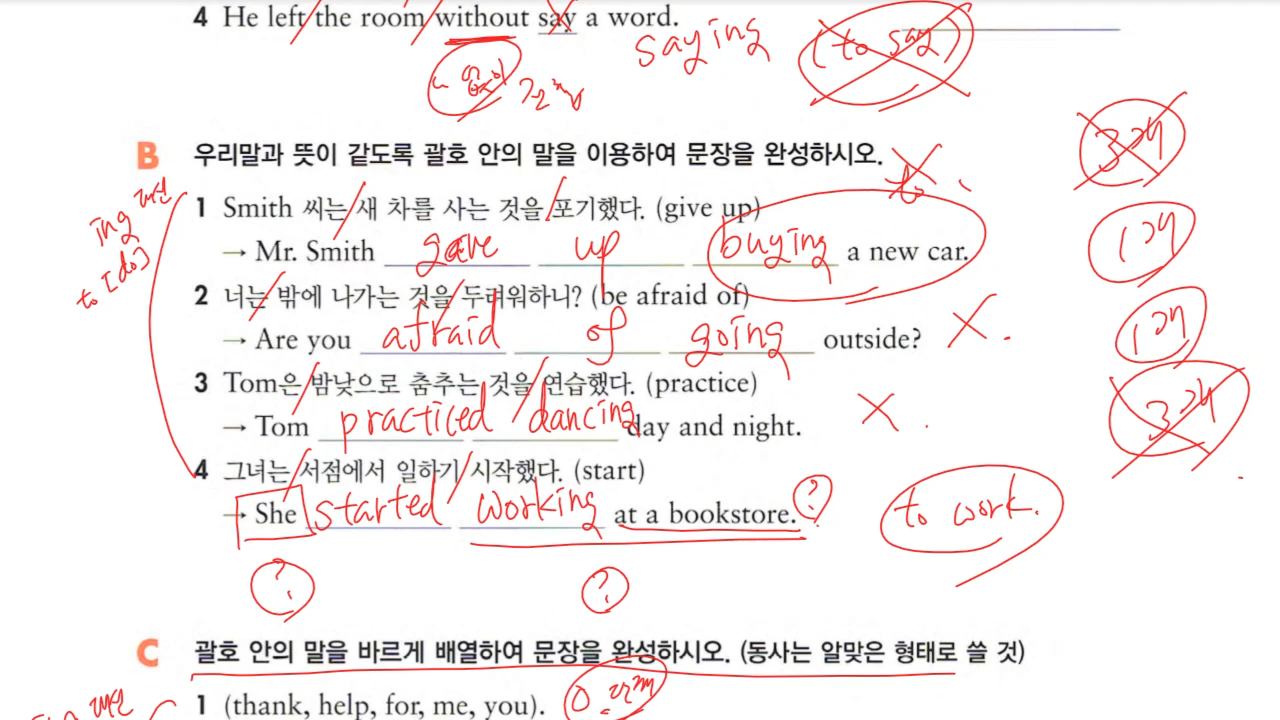 4 He left the room without say a word.
saying (to say)
B 우리말과 뜻이 같도록 괄호 안의 말을 이용하여 문장을 완성하시오.
3구
ing
to [do]
to
1 Smith 씨는 새 차를 사는 것을 포기했다. (give up)
→ Mr. Smith gave up buying a new car.
2 너는 밖에 나가는 것을 두려워하니? (be afraid of)
→ Are you afraid of going outside?
3 Tom은 밤낮으로 춤추는 것을 연습했다. (practice)
→ Tom practiced dancing day and night.
4 그녀는 서점에서 일하기 시작했다. (start)
→ She started working at a bookstore. ? to work.
? ?
C 괄호 안의 말을 바르게 배열하여 문장을 완성하시오. (동사는 알맞은 형태로 쓸 것)
1 (thank, help, for, me, you).